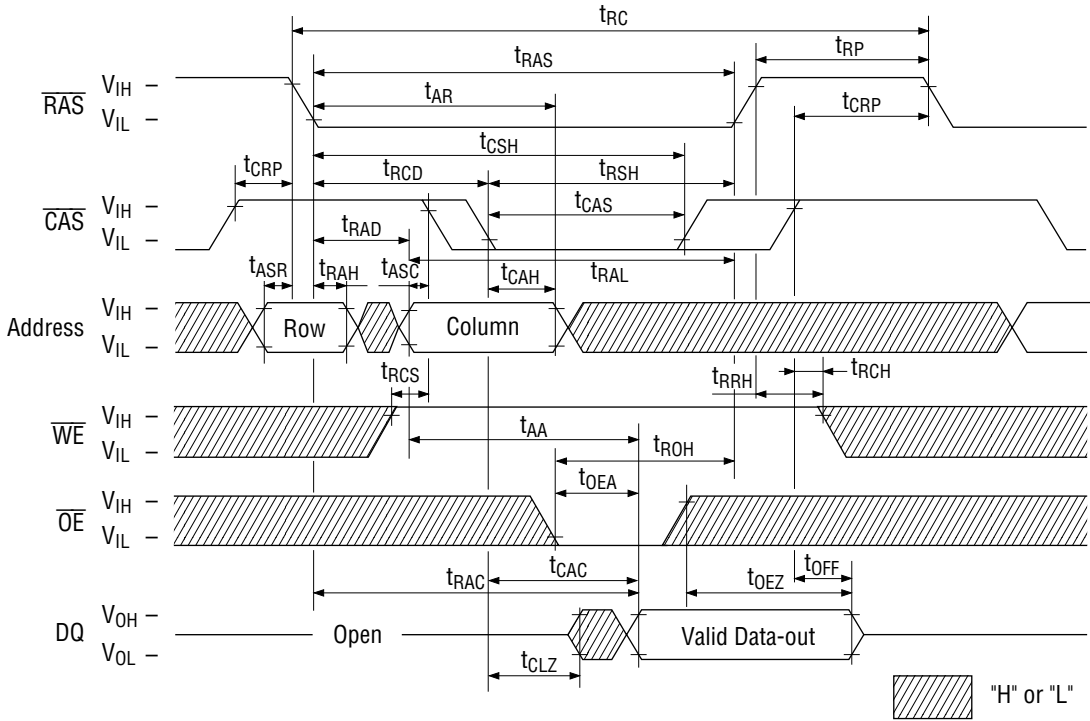 tRC
tRP
tRAS
tAR
tCRP
RAS
VIH –
VIL –
tCSH
tCRP
tRCD
tRSH
tCAS
CAS
VIH –
VIL –
tRAD
tRAL
tASR
tRAH
tASC
tCAH
Address
VIH –
VIL –
Row
Column
tRCS
tRRH
tRCH
WE
VIH –
VIL –
tAA
tROH
tOEA
OE
VIH –
VIL –
tCAC
tRAC
tOEZ
tOFF
DQ
VOH –
VOL –
Open
Valid Data-out
tCLZ
"H" or "L"